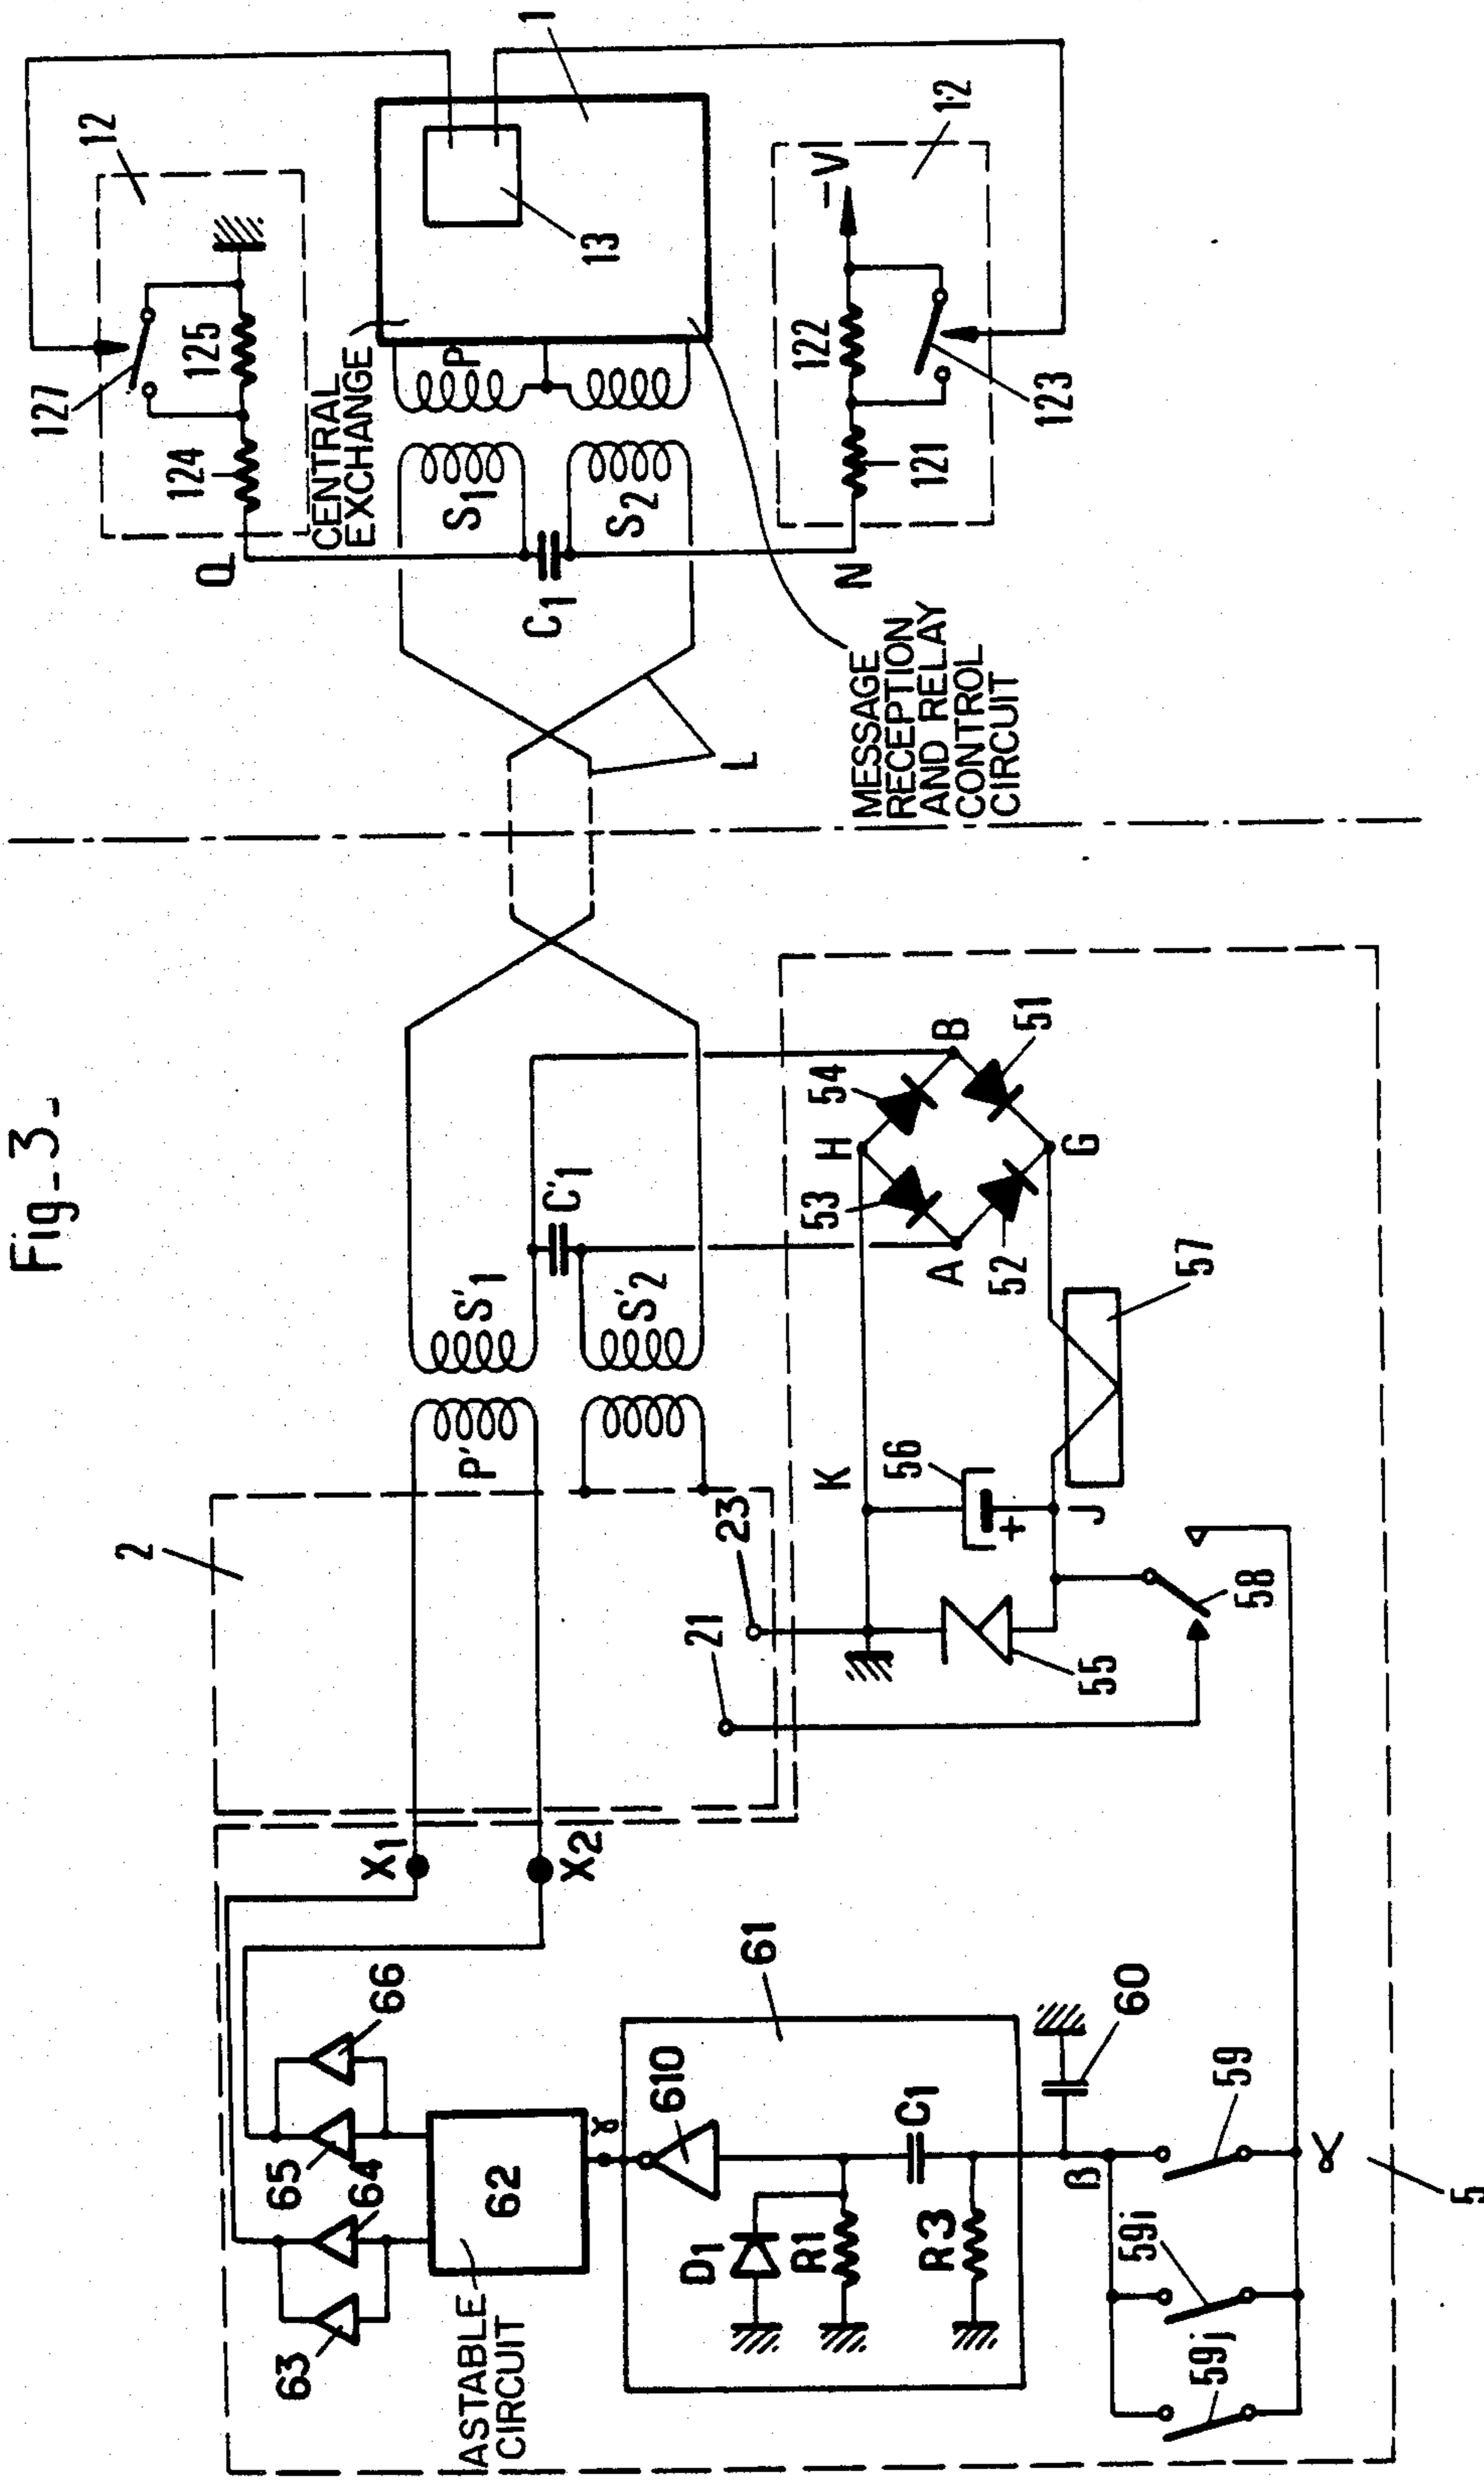 Fig_3_
2
X1
X2
P'
S'1
S'2
C'1
63
64
65
66
ASTABLE
CIRCUIT
62
γ
610
61
D1
R1
R3
C1
60
β
59
59i
59j
γ
5
21
23
K
H
B
A
G
J
51
52
53
54
55
56
+
57
58
L
Q
N
C1
S1
S2
P
CENTRAL
EXCHANGE
1
13
12
127
124
125
12
-V
121
122
123
MESSAGE
RECEPTION
AND RELAY
CONTROL
CIRCUIT